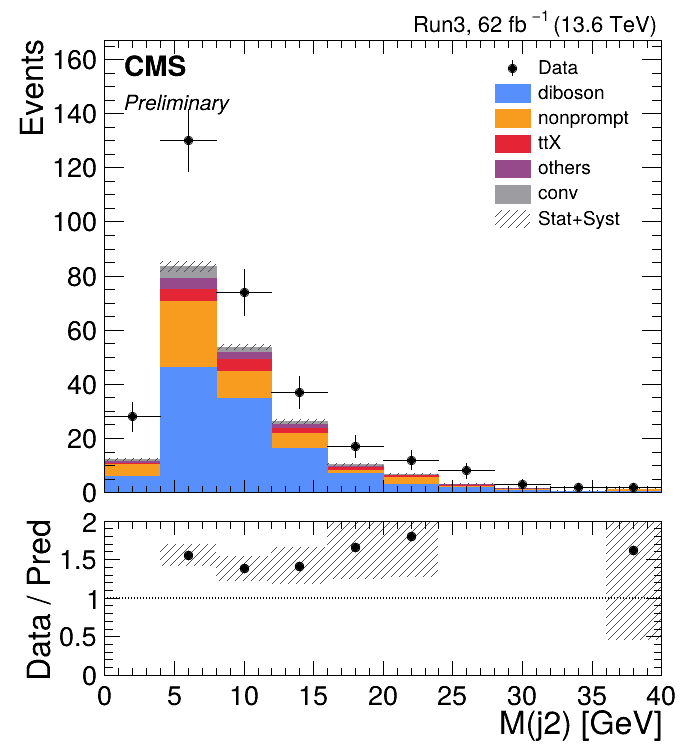 Run3, 62 fb⁻¹ (13.6 TeV)
CMS
Preliminary
Events
160
140
120
100
80
60
40
20
0
Data
diboson
nonprompt
ttX
others
conv
Stat+Syst
Data / Pred
2
1.5
1
0.5
0
0 5 10 15 20 25 30 35 40
M(j2) [GeV]